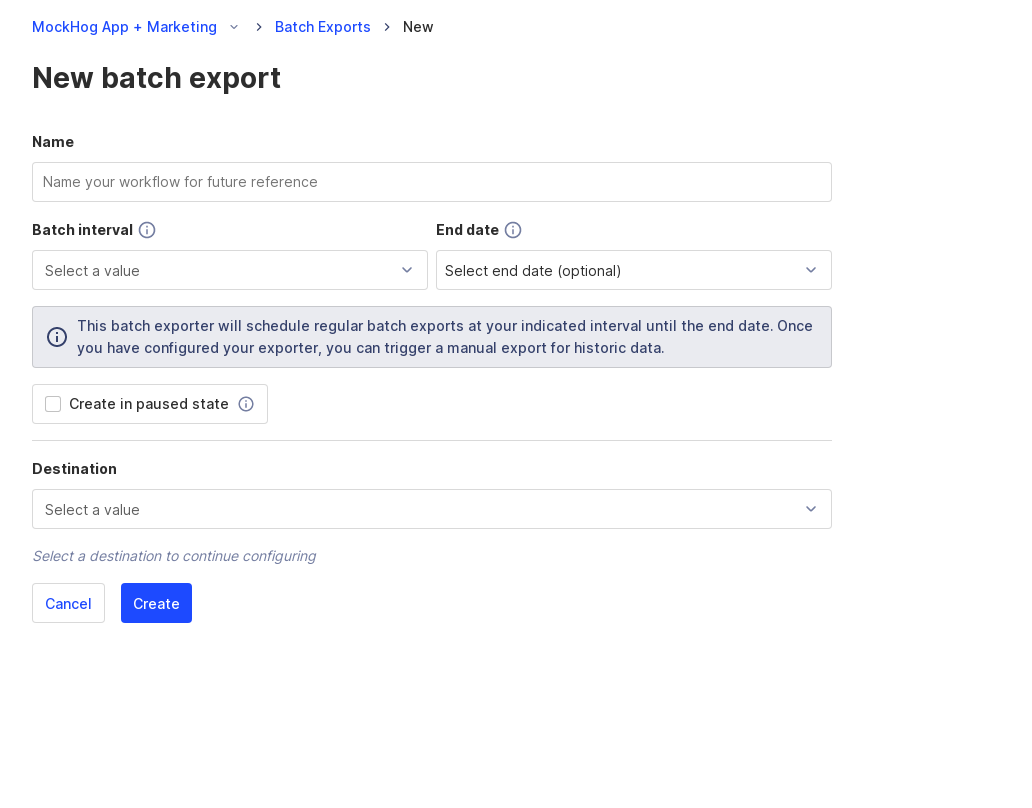 MockHog App + Marketing Batch Exports New
New batch export
Name
Name your workflow for future reference
Batch interval End date
Select a value Select end date (optional)
This batch exporter will schedule regular batch exports at your indicated interval until the end date. Once
you have configured your exporter, you can trigger a manual export for historic data.
Create in paused state
Destination
Select a value
Select a destination to continue configuring
Cancel Create